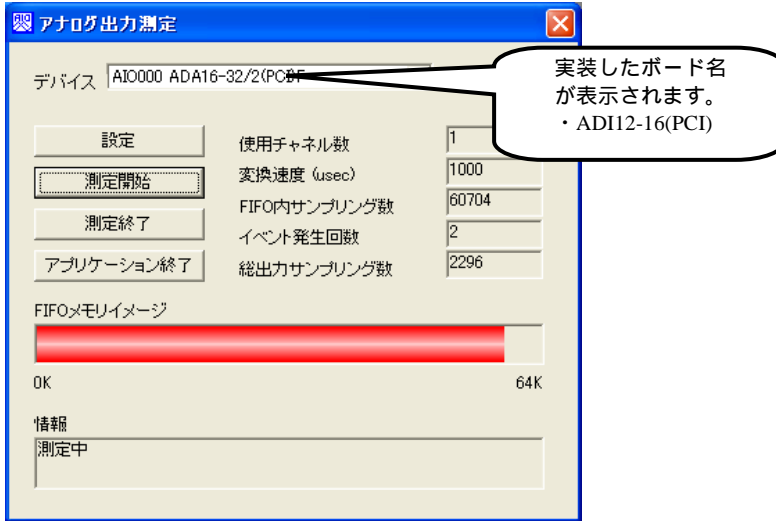 アナログ出力測定
デバイス AIO000 ADA16-32/2(PCI)F
実装したボード名
が表示されます。
・ADI12-16(PCI)
設定
測定開始
測定終了
アプリケーション終了
使用チャネル数 1
変換速度 (usec) 1000
FIFO内サンプリング数 60704
イベント発生回数 2
総出力サンプリング数 2296
FIFOメモリイメージ
0K 64K
情報
測定中